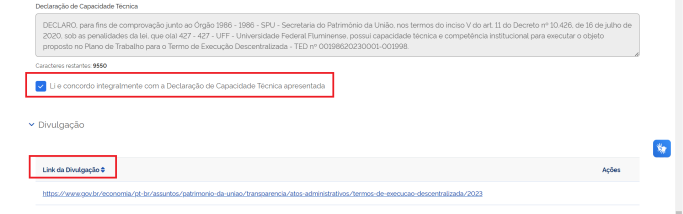 Declaração de Capacidade Técnica
DECLARO, para fins de comprovação junto ao Órgão 1986 - 1986 - SPU - Secretaria do Patrimônio da União, nos termos do inciso V do art. 11 do Decreto nº 10.426, de 16 de julho de
2020, sob as penalidades da lei, que o(a) 427 - 427 - UFF - Universidade Federal Fluminense, possui capacidade técnica e competência institucional para executar o objeto
proposto no Plano de Trabalho para o Termo de Execução Descentralizada - TED nº 00198620230001-001998.
Caracteres restantes: 9550
Li e concordo integralmente com a Declaração de Capacidade Técnica apresentada
Divulgação
Link da Divulgação Ações
https://www.gov.br/economia/pt-br/assuntos/patrimonio-da-uniao/transparencia/atos-administrativos/termos-de-execucao-descentralizada/2023